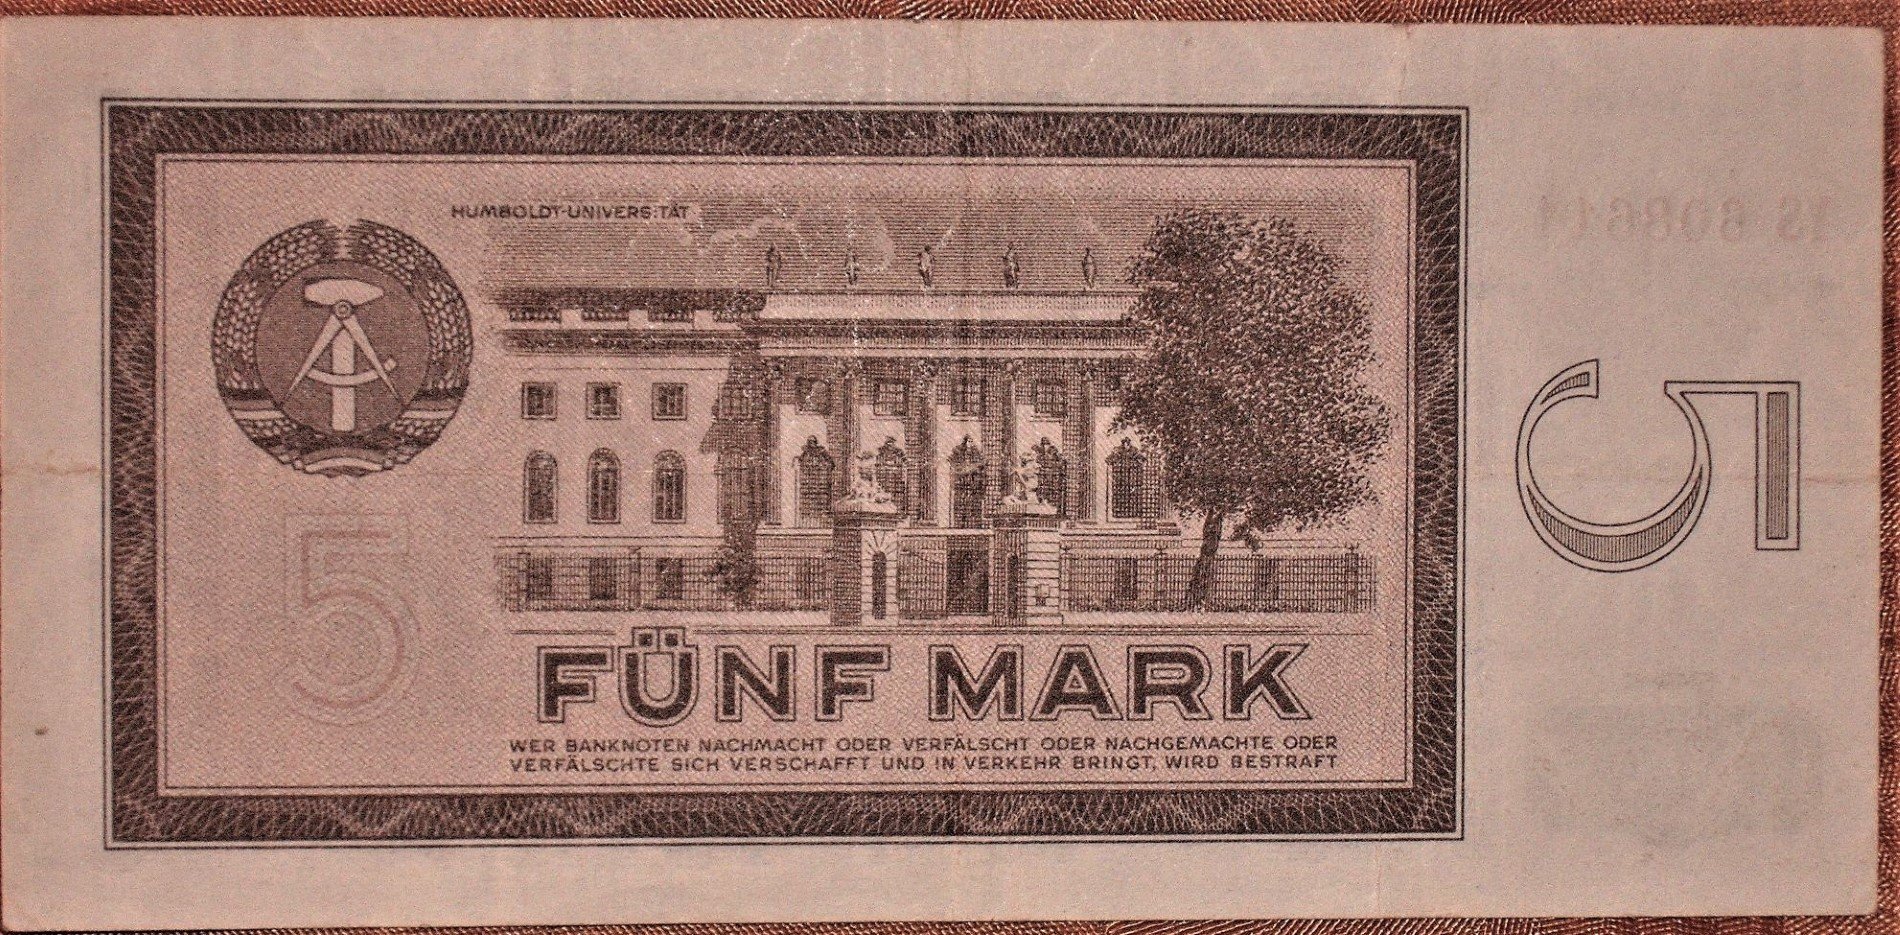 HUMBOLDT-UNIVERSITÄT
5
5
FÜNF MARK
WER BANKNOTEN NACHMACHT ODER VERFÄLSCHT ODER NACHGEMACHTE ODER
VERFÄLSCHTE SICH VERSCHAFFT UND IN VERKEHR BRINGT, WIRD BESTRAFT